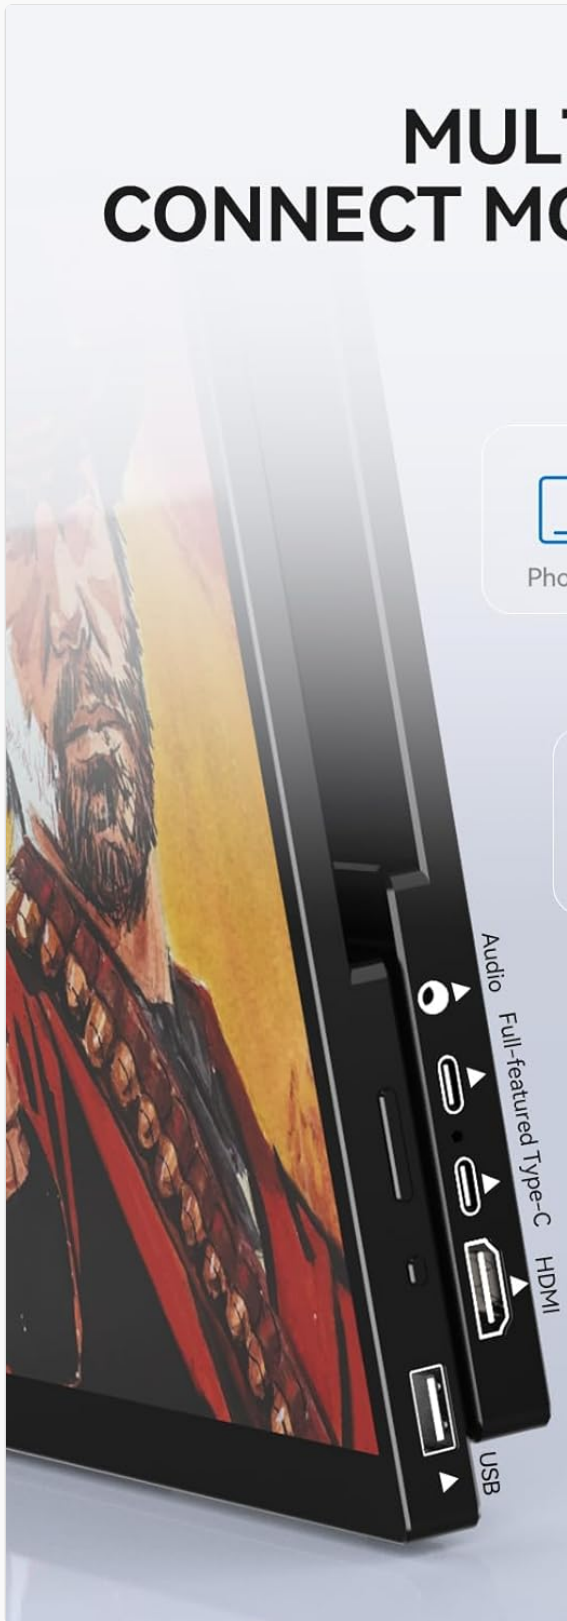 MULT
CONNECT MO
Pho
Audio
Full-featured Type-C
HDMI
USB